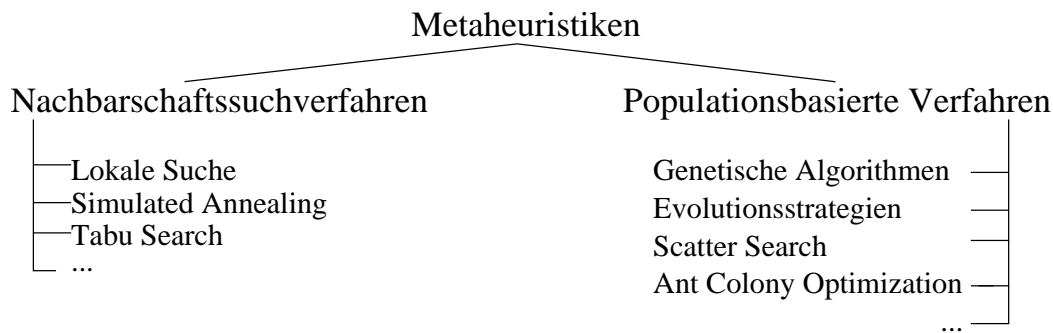 Metaheuristiken
Nachbarschaftssuchverfahren
Lokale Suche
Simulated Annealing
Tabu Search
...
Populationsbasierte Verfahren
Genetische Algorithmen
Evolutionsstrategien
Scatter Search
Ant Colony Optimization
...